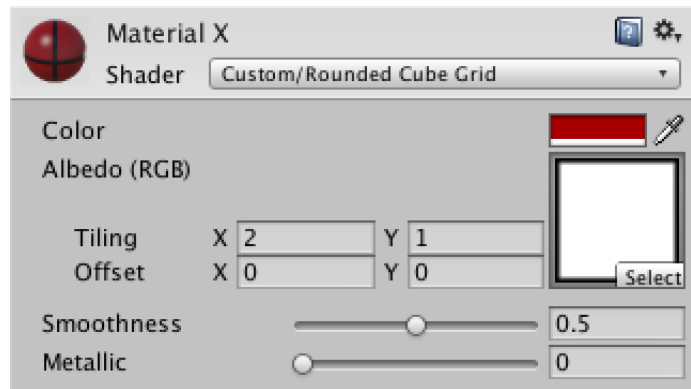 Material X
Shader Custom/Rounded Cube Grid
Color
Albedo (RGB)
Tiling X 2 Y 1
Offset X 0 Y 0
Select
Smoothness 0.5
Metallic 0